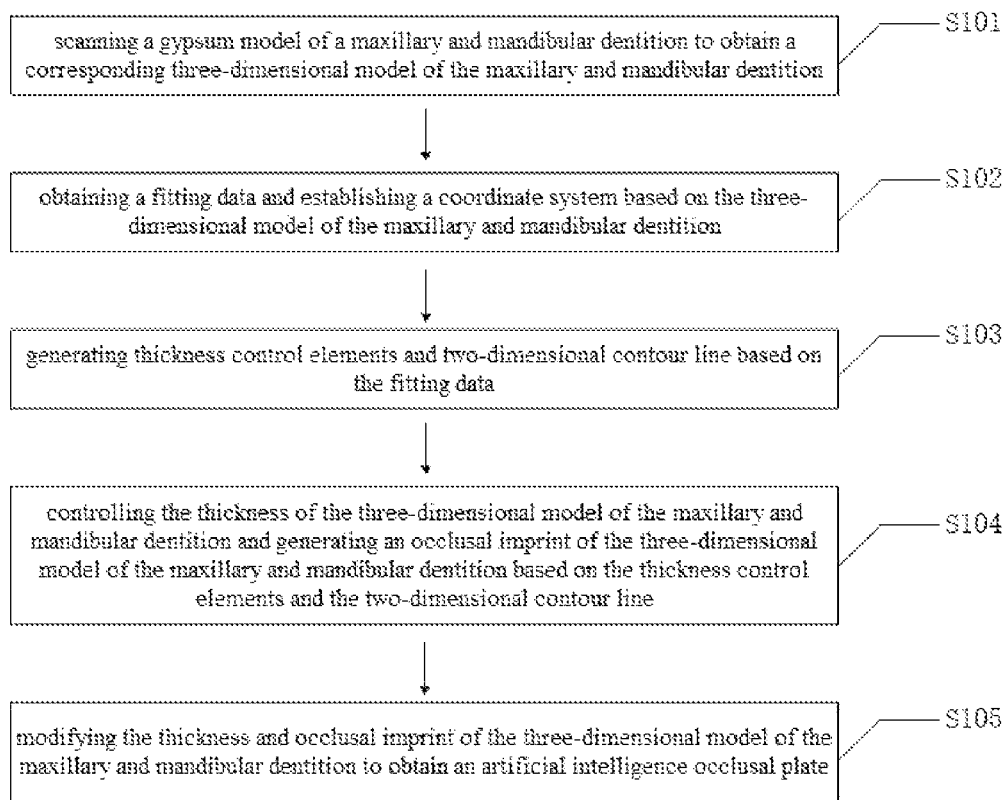 S101
scanning a gypsum model of a maxillary and mandibular dentition to obtain a
corresponding three-dimensional model of the maxillary and mandibular dentition
S102
obtaining a fitting data and establishing a coordinate system based on the three-
dimensional model of the maxillary and mandibular dentition
S103
generating thickness control elements and two-dimensional contour line based on
the fitting data
S104
controlling the thickness of the three-dimensional model of the maxillary and
mandibular dentition and generating an occlusal imprint of the three-dimensional
model of the maxillary and mandibular dentition based on the thickness control
elements and the two-dimensional contour line
S105
modifying the thickness and occlusal imprint of the three-dimensional model of the
maxillary and mandibular dentition to obtain an artificial intelligence occlusal plate